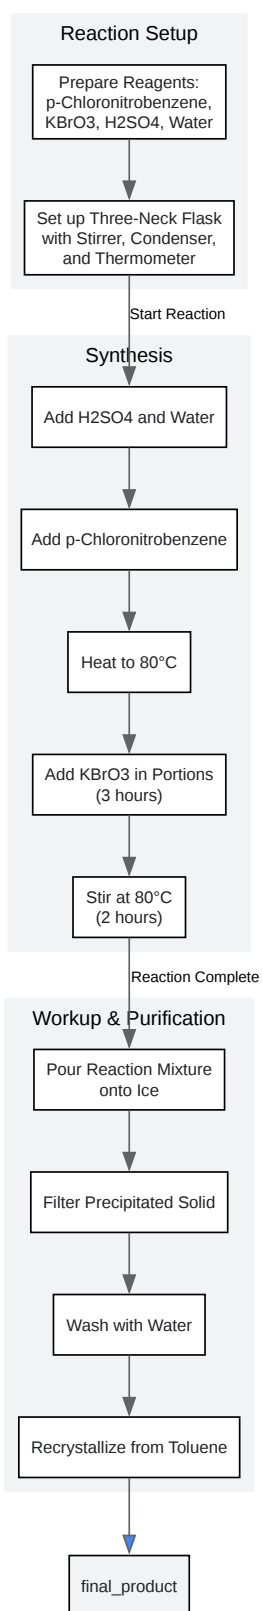 Reaction Setup
Prepare Reagents:
p-Chloronitrobenzene,
KBrO3, H2SO4, Water
Set up Three-Neck Flask
with Stirrer, Condenser,
and Thermometer
Start Reaction
Synthesis
Add H2SO4 and Water
Add p-Chloronitrobenzene
Heat to 80°C
Add KBrO3 in Portions
(3 hours)
Stir at 80°C
(2 hours)
Reaction Complete
Workup & Purification
Pour Reaction Mixture
onto Ice
Filter Precipitated Solid
Wash with Water
Recrystallize from Toluene
final_product